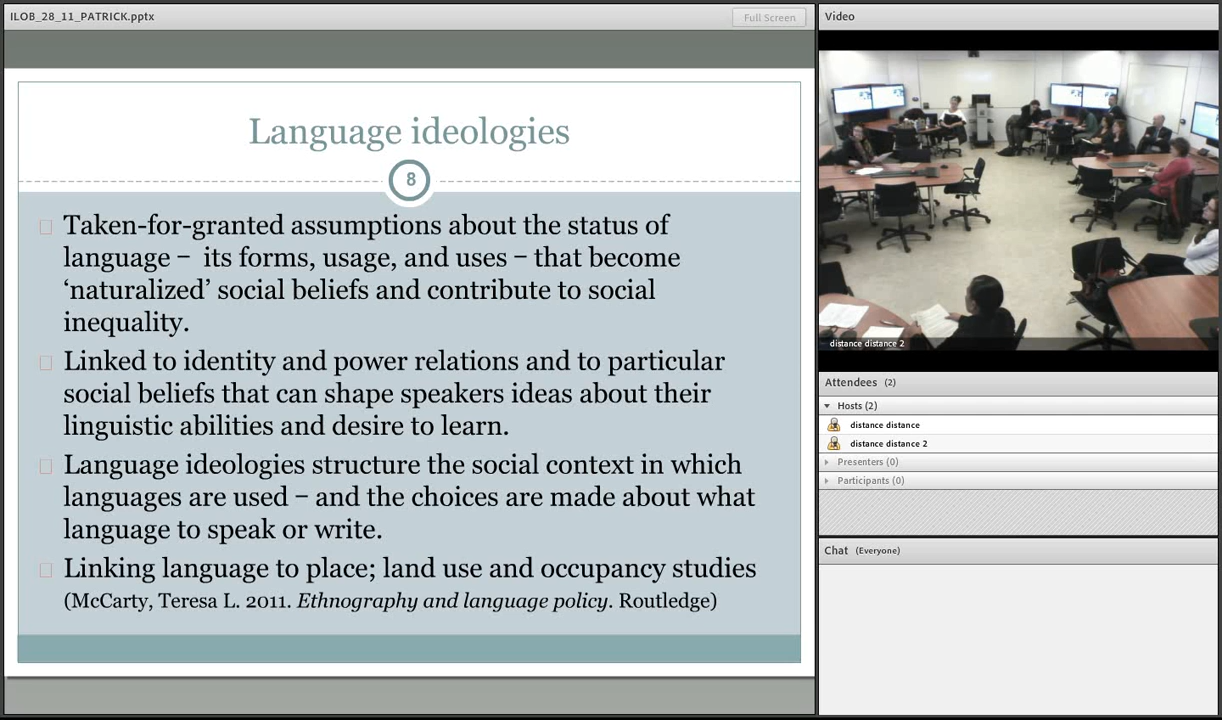 ILOB_28_11_PATRICK.pptx
Full Screen
Language ideologies
8
Taken-for-granted assumptions about the status of
language – its forms, usage, and uses – that become
‘naturalized’ social beliefs and contribute to social
inequality.
Linked to identity and power relations and to particular
social beliefs that can shape speakers ideas about their
linguistic abilities and desire to learn.
Language ideologies structure the social context in which
languages are used – and the choices are made about what
language to speak or write.
Linking language to place; land use and occupancy studies
(McCarty, Teresa L. 2011. Ethnography and language policy. Routledge)
Video
distance distance 2
Attendees (2)
Hosts (2)
distance distance
distance distance 2
Presenters (0)
Participants (0)
Chat (Everyone)